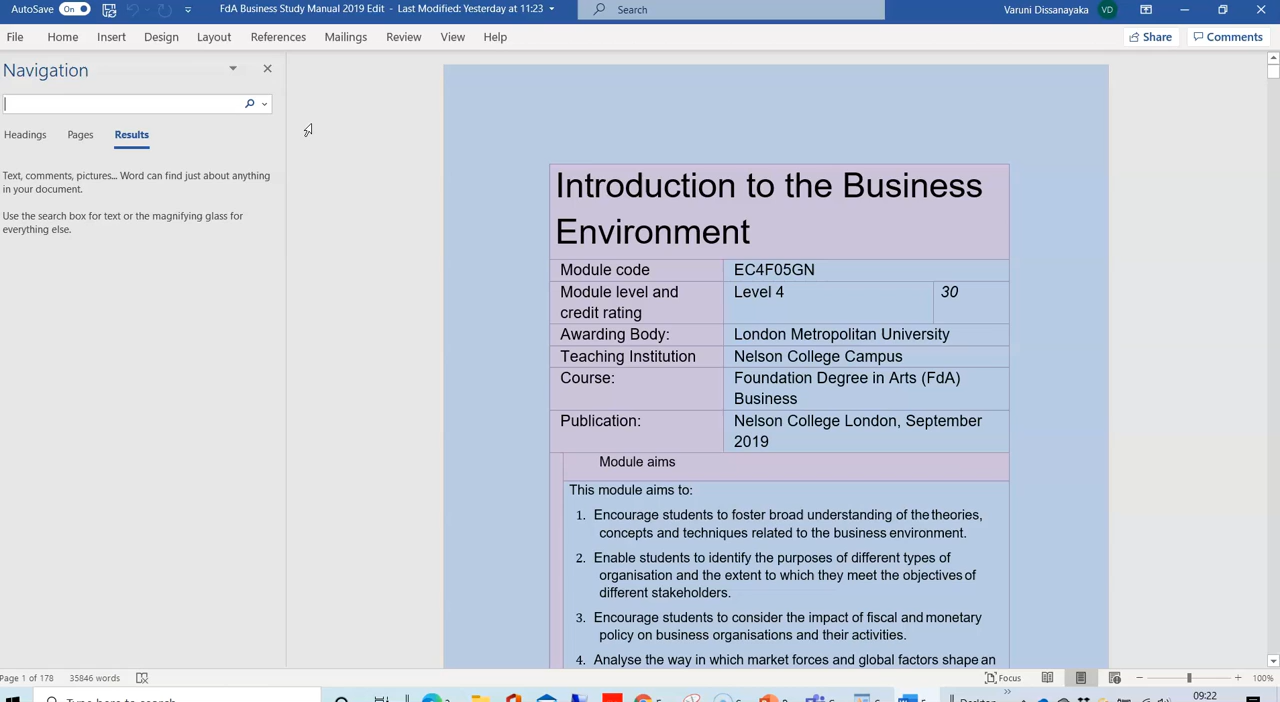 AutoSave On FdA Business Study Manual 2019 Edit - Last Modified: Yesterday at 11:23 Search Varuni Dissanayaka VD
File Home Insert Design Layout References Mailings Review View Help Share Comments
Navigation
Headings Pages Results
Text, comments, pictures... Word can find just about anything
in your document.
Use the search box for text or the magnifying glass for
everything else.
Introduction to the Business
Environment
Module code EC4F05GN
Module level and Level 4 30
credit rating
Awarding Body: London Metropolitan University
Teaching Institution Nelson College Campus
Course: Foundation Degree in Arts (FdA)
Business
Publication: Nelson College London, September
2019
Module aims
This module aims to:
1. Encourage students to foster broad understanding of the theories,
concepts and techniques related to the business environment.
2. Enable students to identify the purposes of different types of
organisation and the extent to which they meet the objectives of
different stakeholders.
3. Encourage students to consider the impact of fiscal and monetary
policy on business organisations and their activities.
4. Analyse the way in which market forces and global factors shape an
Page 1 of 178 35846 words Focus 100%
Type here to search Desktop 09:22